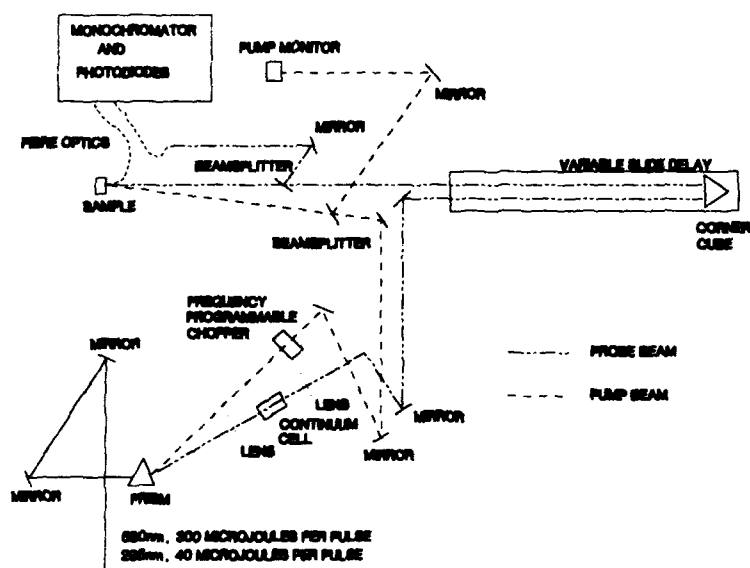 MONOCHROMATOR
AND
PHOTODIODES
PUMP MONITOR
MIRROR
FIBRE OPTICS
MIRROR
BEAMSPLITTER
VARIABLE SLIDE DELAY
SAMPLE
BEAMSPLITTER
CORNER
CUBE
FREQUENCY
PROGRAMMABLE
CHOPPER
MIRROR
PROBE BEAM
LENS
PUMP BEAM
CONTINUUM
CELL
MIRROR
LENS
MIRROR
MIRROR
PRISM
300 MICROJOULES PER PULSE
40 MICROJOULES PER PULSE